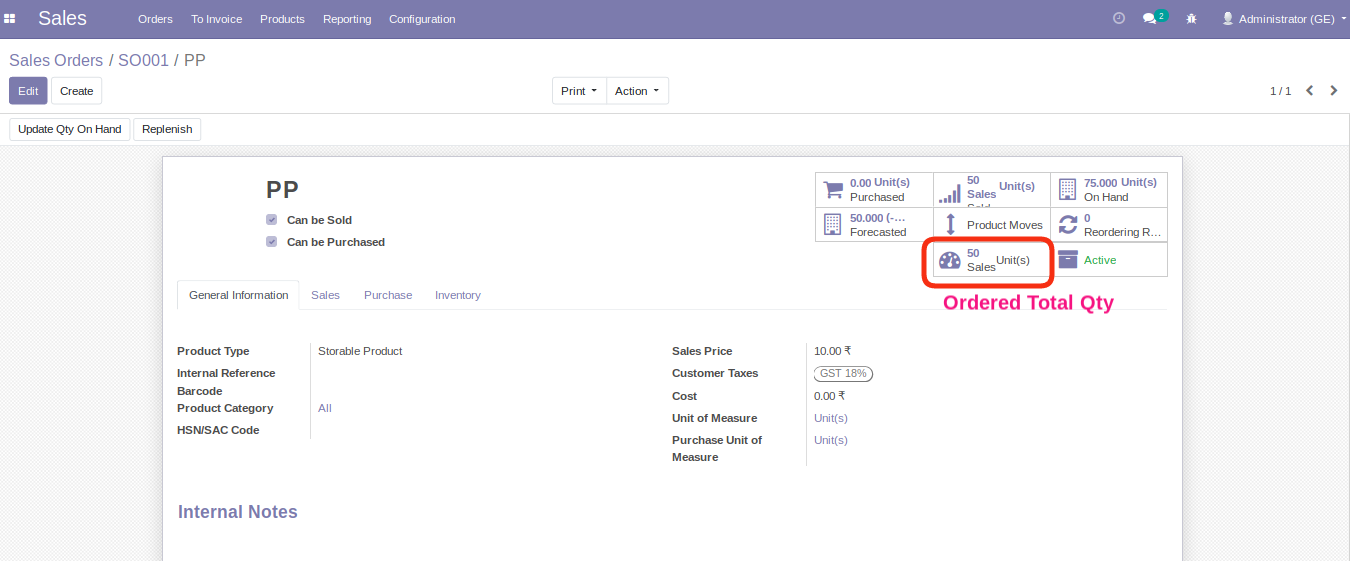 Sales Orders To Invoice Products Reporting Configuration 2 Administrator (GE)
Sales Orders / SO001 / PP
Edit Create Print Action 1 / 1
Update Qty On Hand Replenish
PP
Can be Sold
Can be Purchased
0.00 Unit(s)
Purchased
50
Sales Unit(s)
Sold
75.000 Unit(s)
On Hand
50.000 (-...
Forecasted
Product Moves
0
Reordering R...
50
Sales Unit(s)
Active
Ordered Total Qty
General Information Sales Purchase Inventory
Product Type Storable Product
Internal Reference
Barcode
Product Category All
HSN/SAC Code
Sales Price 10.00 ₹
Customer Taxes GST 18%
Cost 0.00 ₹
Unit of Measure Unit(s)
Purchase Unit of Unit(s)
Measure
Internal Notes